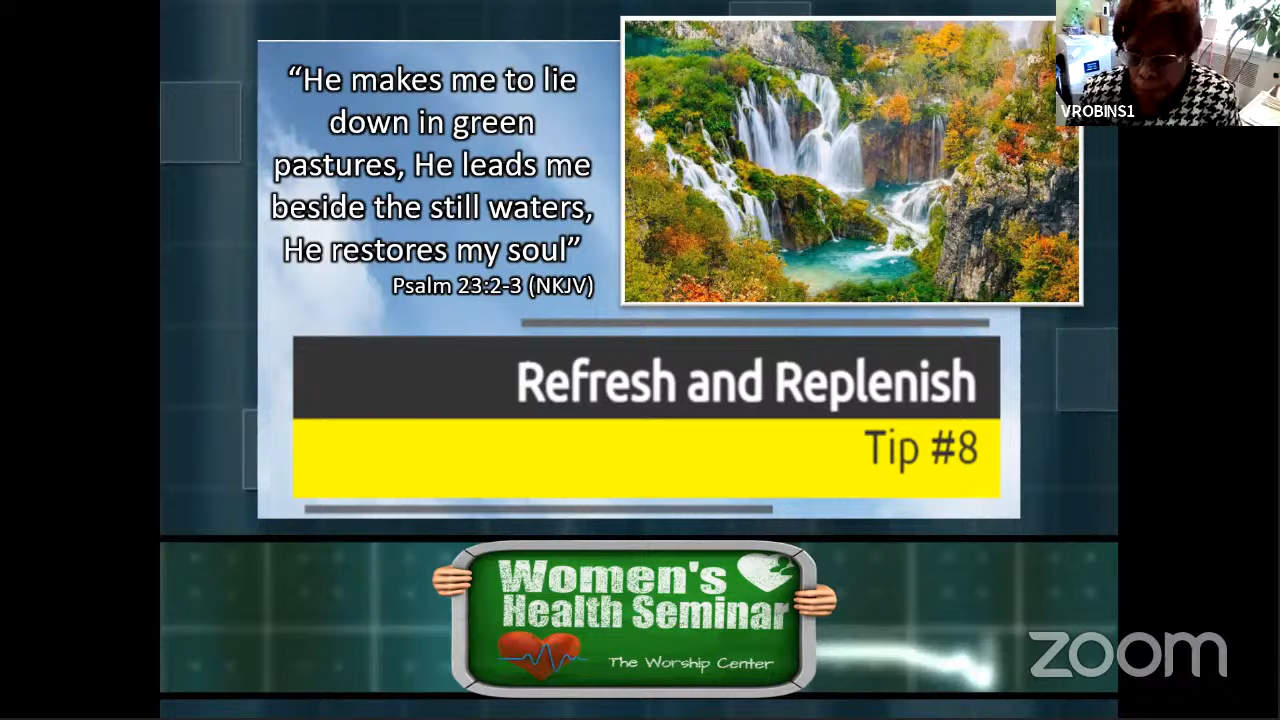 “He makes me to lie
down in green
pastures, He leads me
beside the still waters,
He restores my soul”
Psalm 23:2-3 (NKJV)
VROBINS1
Refresh and Replenish
Tip #8
Women's
Health Seminar
The Worship Center
zoom